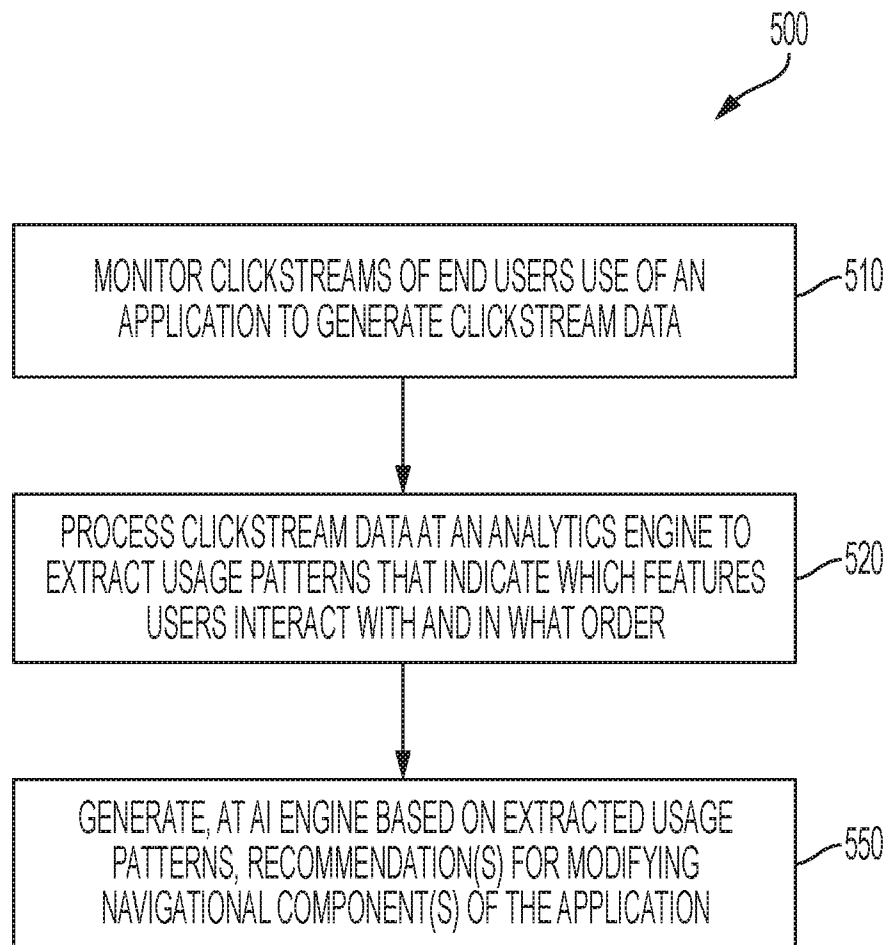 500
MONITOR CLICKSTREAMS OF END USERS USE OF AN
APPLICATION TO GENERATE CLICKSTREAM DATA
510
PROCESS CLICKSTREAM DATA AT AN ANALYTICS ENGINE TO
EXTRACT USAGE PATTERNS THAT INDICATE WHICH FEATURES
USERS INTERACT WITH AND IN WHAT ORDER
520
GENERATE, AT AI ENGINE BASED ON EXTRACTED USAGE
PATTERNS, RECOMMENDATION(S) FOR MODIFYING
NAVIGATIONAL COMPONENT(S) OF THE APPLICATION
550